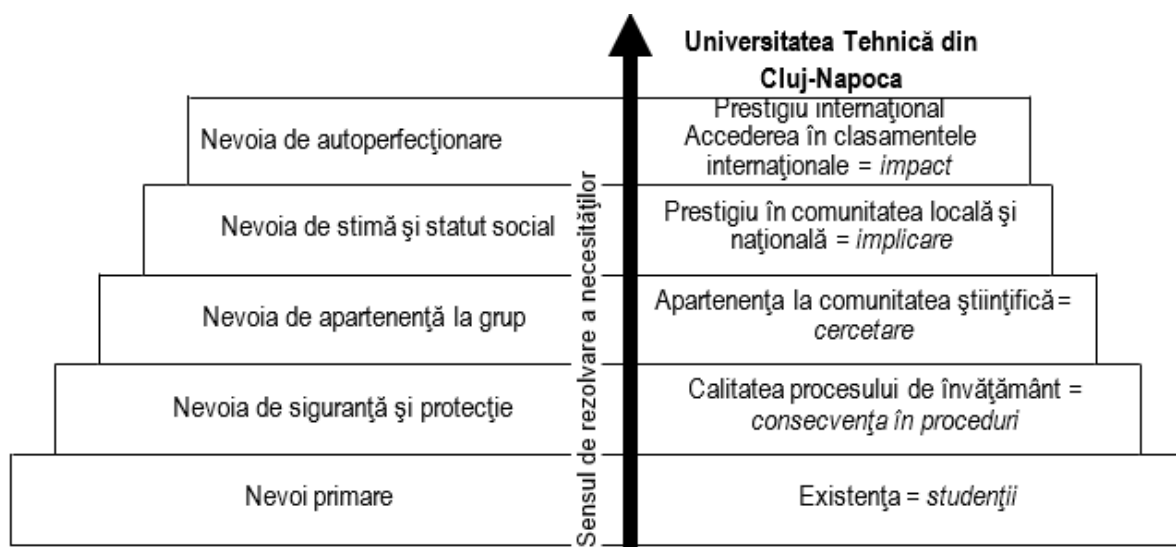 Universitatea Tehnică din
Cluj-Napoca
Nevoia de autoperfecţionare
Prestigiu internaţional
Accederea în clasamentele
internaţionale = impact
Nevoia de stimă şi statut social
Prestigiu în comunitatea locală şi
naţională = implicare
Nevoia de apartenenţă la grup
Apartenenţa la comunitatea ştiinţifică =
cercetare
Nevoia de siguranţă şi protecţie
Calitatea procesului de învăţământ =
consecvenţa în proceduri
Nevoi primare
Existenţa = studenţii
Sensul de rezolvare a necesităţilor